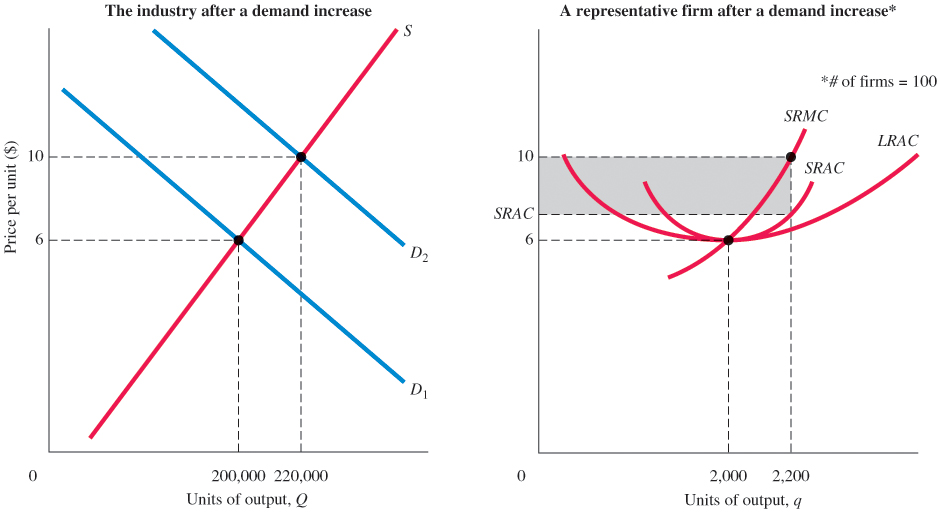 The industry after a demand increase
Price per unit ($)
10
6
S
D2
D1
0
200,000 220,000
Units of output, Q
A representative firm after a demand increase*
*# of firms = 100
SRMC
LRAC
SRAC
10
SRAC
6
0
2,000
2,200
Units of output, q